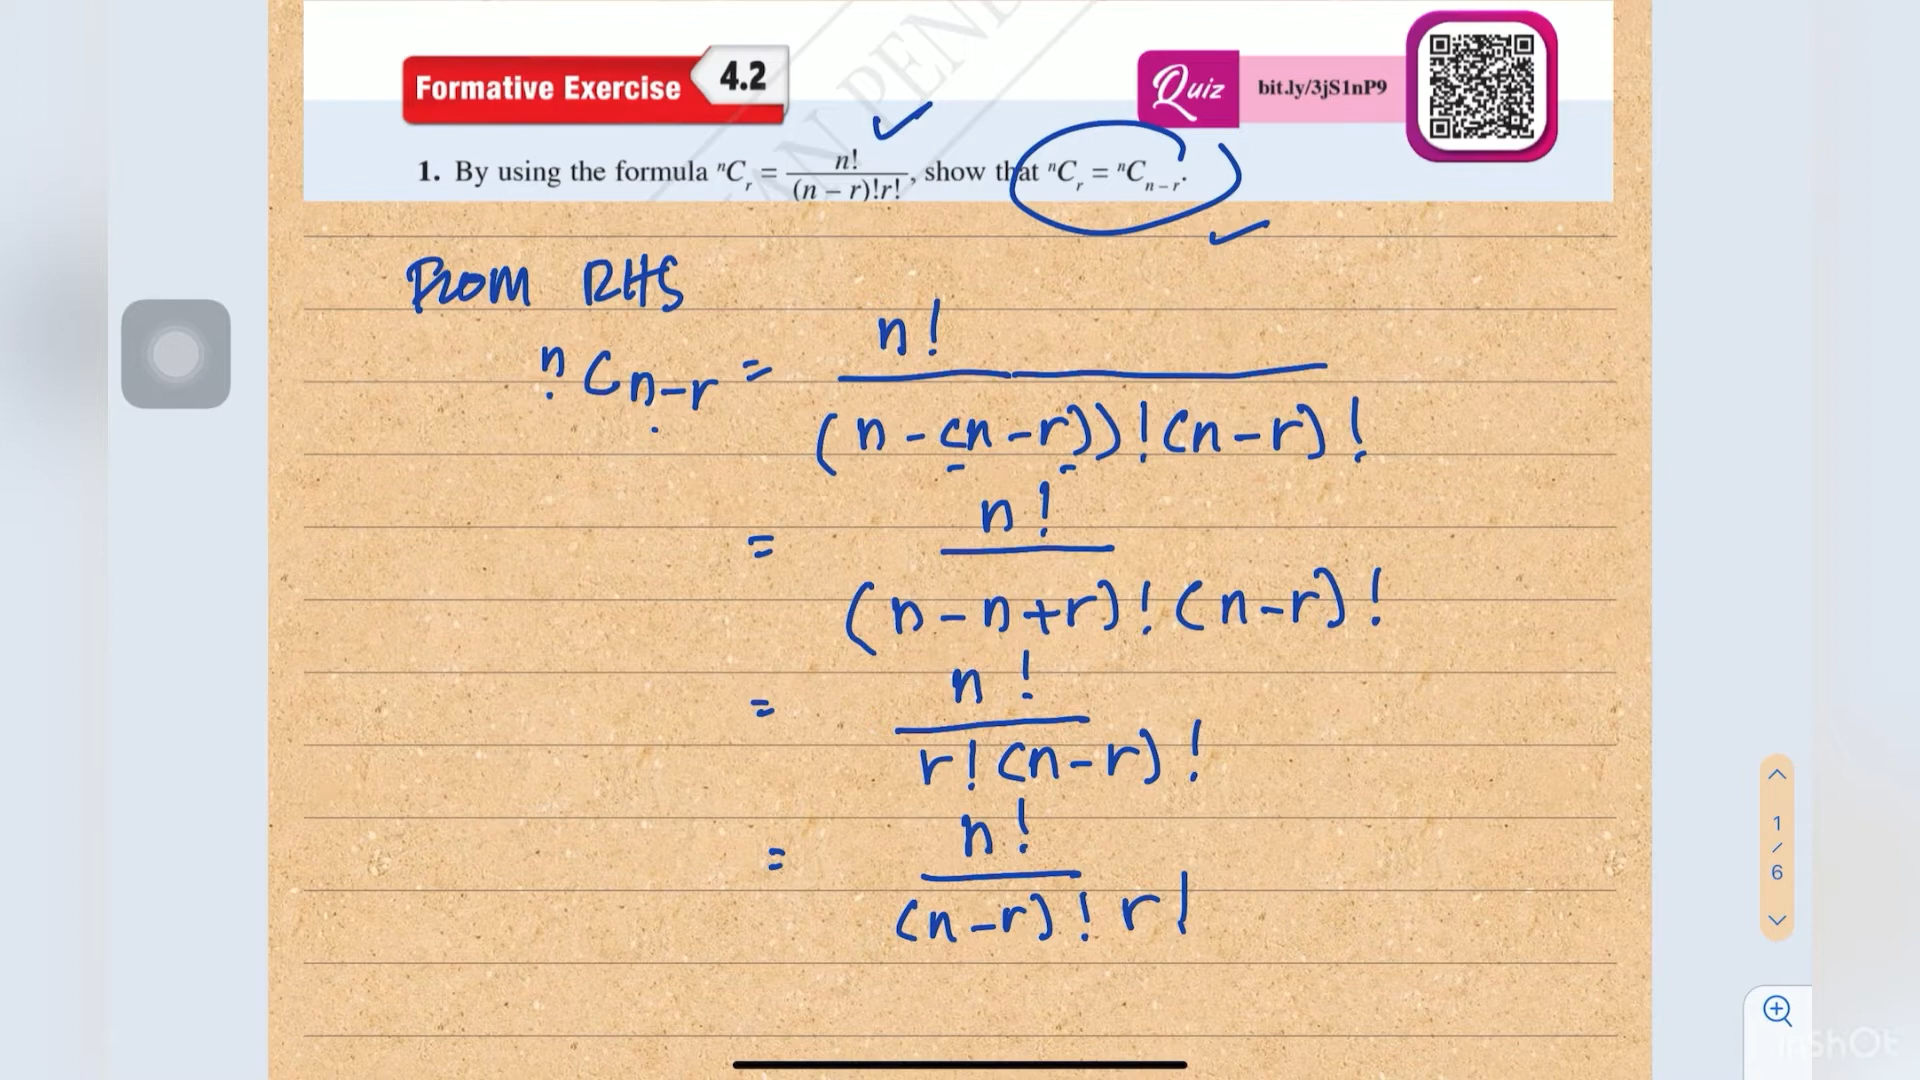 Formative Exercise 4.2
Quiz bit.ly/3jS1nP9
1. By using the formula ⁿCᵣ = n!/((n – r)!r!), show that ⁿCᵣ = ⁿCₙ₋ᵣ.
From RHS
ⁿCₙ₋ᵣ = n!/((n-(n-r))!(n-r)!)
= n!/((n-n+r)!(n-r)!)
= n!/(r!(n-r)!)
= n!/((n-r)!r!)
1
/
6